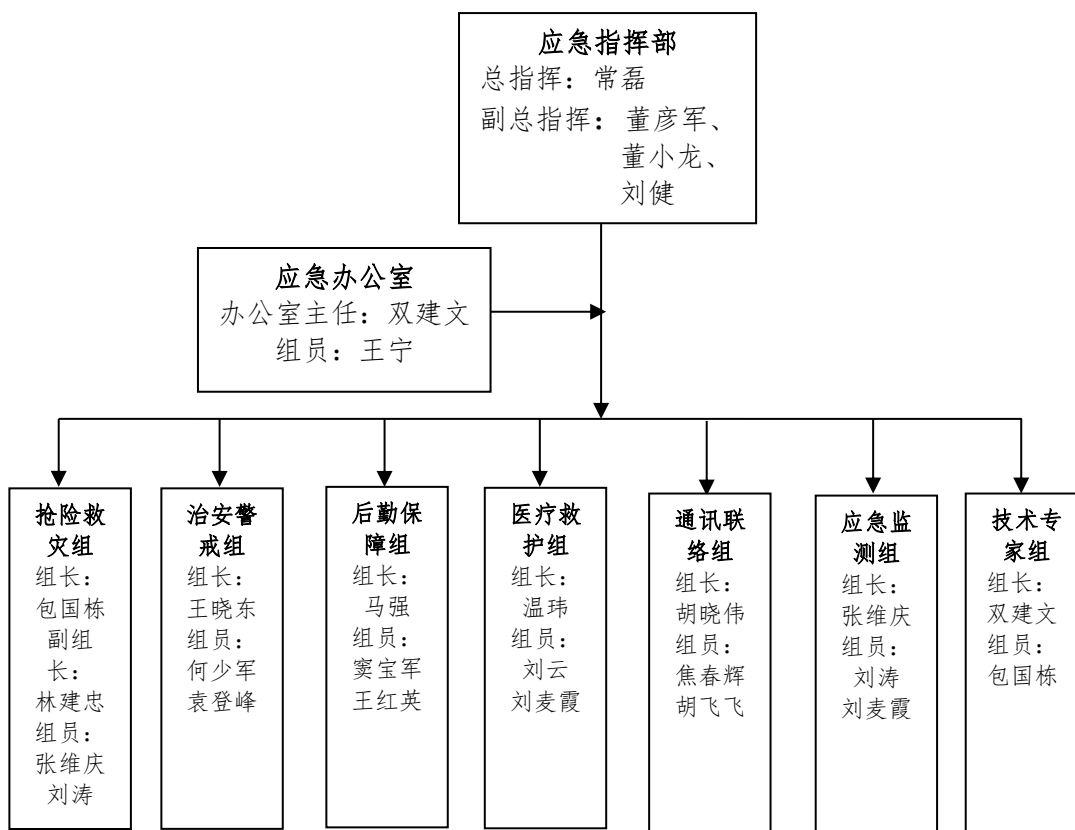 应急指挥部
总指挥：常磊
副总指挥：董彦军、
董小龙、
刘健
应急办公室
办公室主任：双建文
组员：王宁
抢险救
灾组
组长：
包国栋
副组
长：
林建忠
组员：
张维庆
刘涛
治安警
戒组
组长：
王晓东
组员：
何少军
袁登峰
后勤保
障组
组长：
马强
组员：
窦宝军
王红英
医疗救
护组
组长：
温玮
组员：
刘云
刘麦霞
通讯联
络组
组长：
胡晓伟
组员：
焦春辉
胡飞飞
应急监
测组
组长：
张维庆
组员：
刘涛
刘麦霞
技术专
家组
组长：
双建文
组员：
包国栋